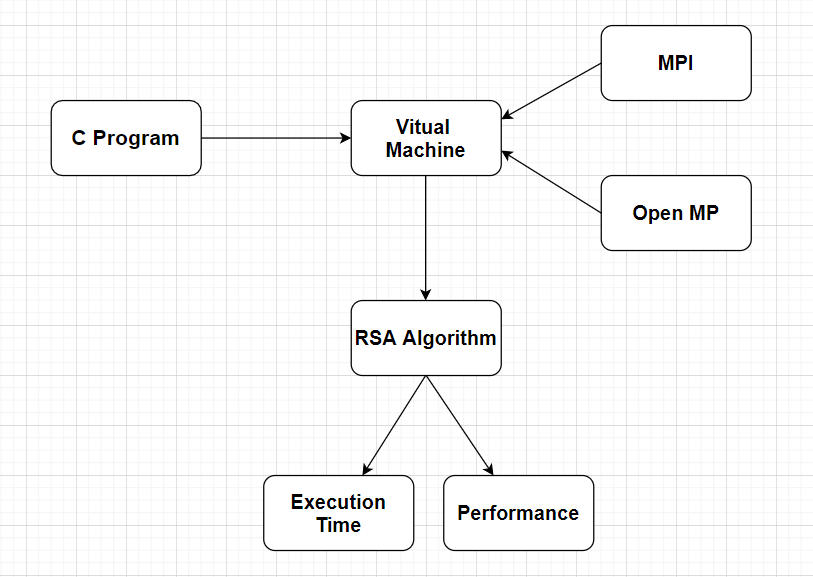 MPI
C Program
Vitual
Machine
Open MP
RSA Algorithm
Execution
Time
Performance